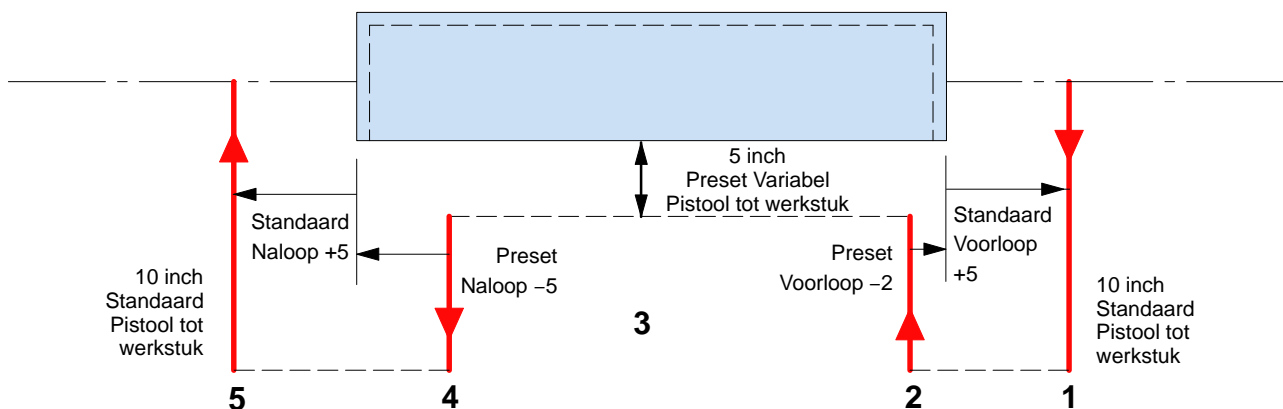 5 inch
Preset Variabel
Pistool tot werkstuk
Standaard
Naloop +5
Standaard
Voorloop
+5
10 inch
Standaard
Pistool tot
werkstuk
Preset
Naloop −5
Preset
Voorloop −2
10 inch
Standaard
Pistool tot
werkstuk
3
5
4
2
1